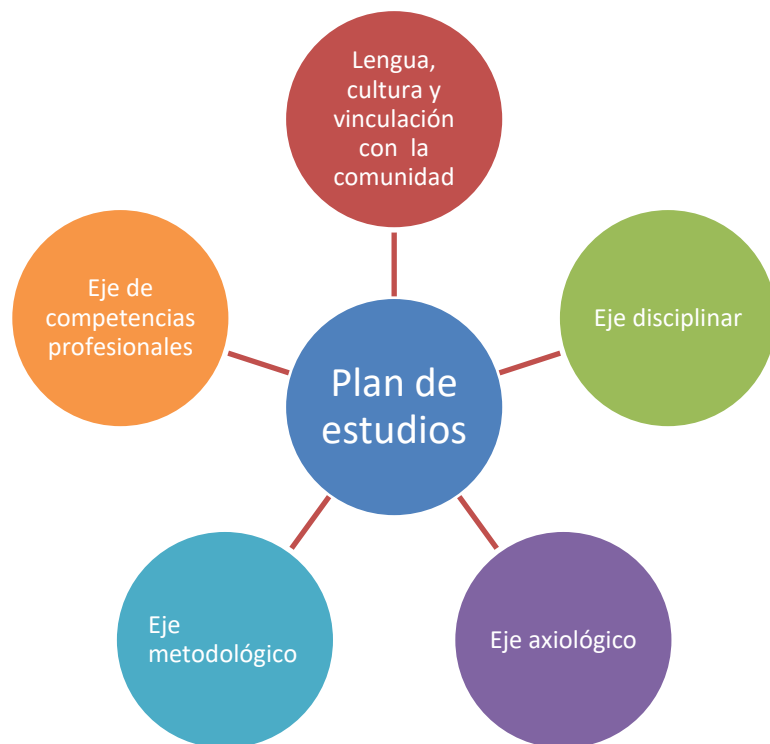 Lengua,
cultura y
vinculación
con la
comunidad
Eje de
competencias
profesionales
Eje disciplinar
Plan de
estudios
Eje
metodológico
Eje axiológico